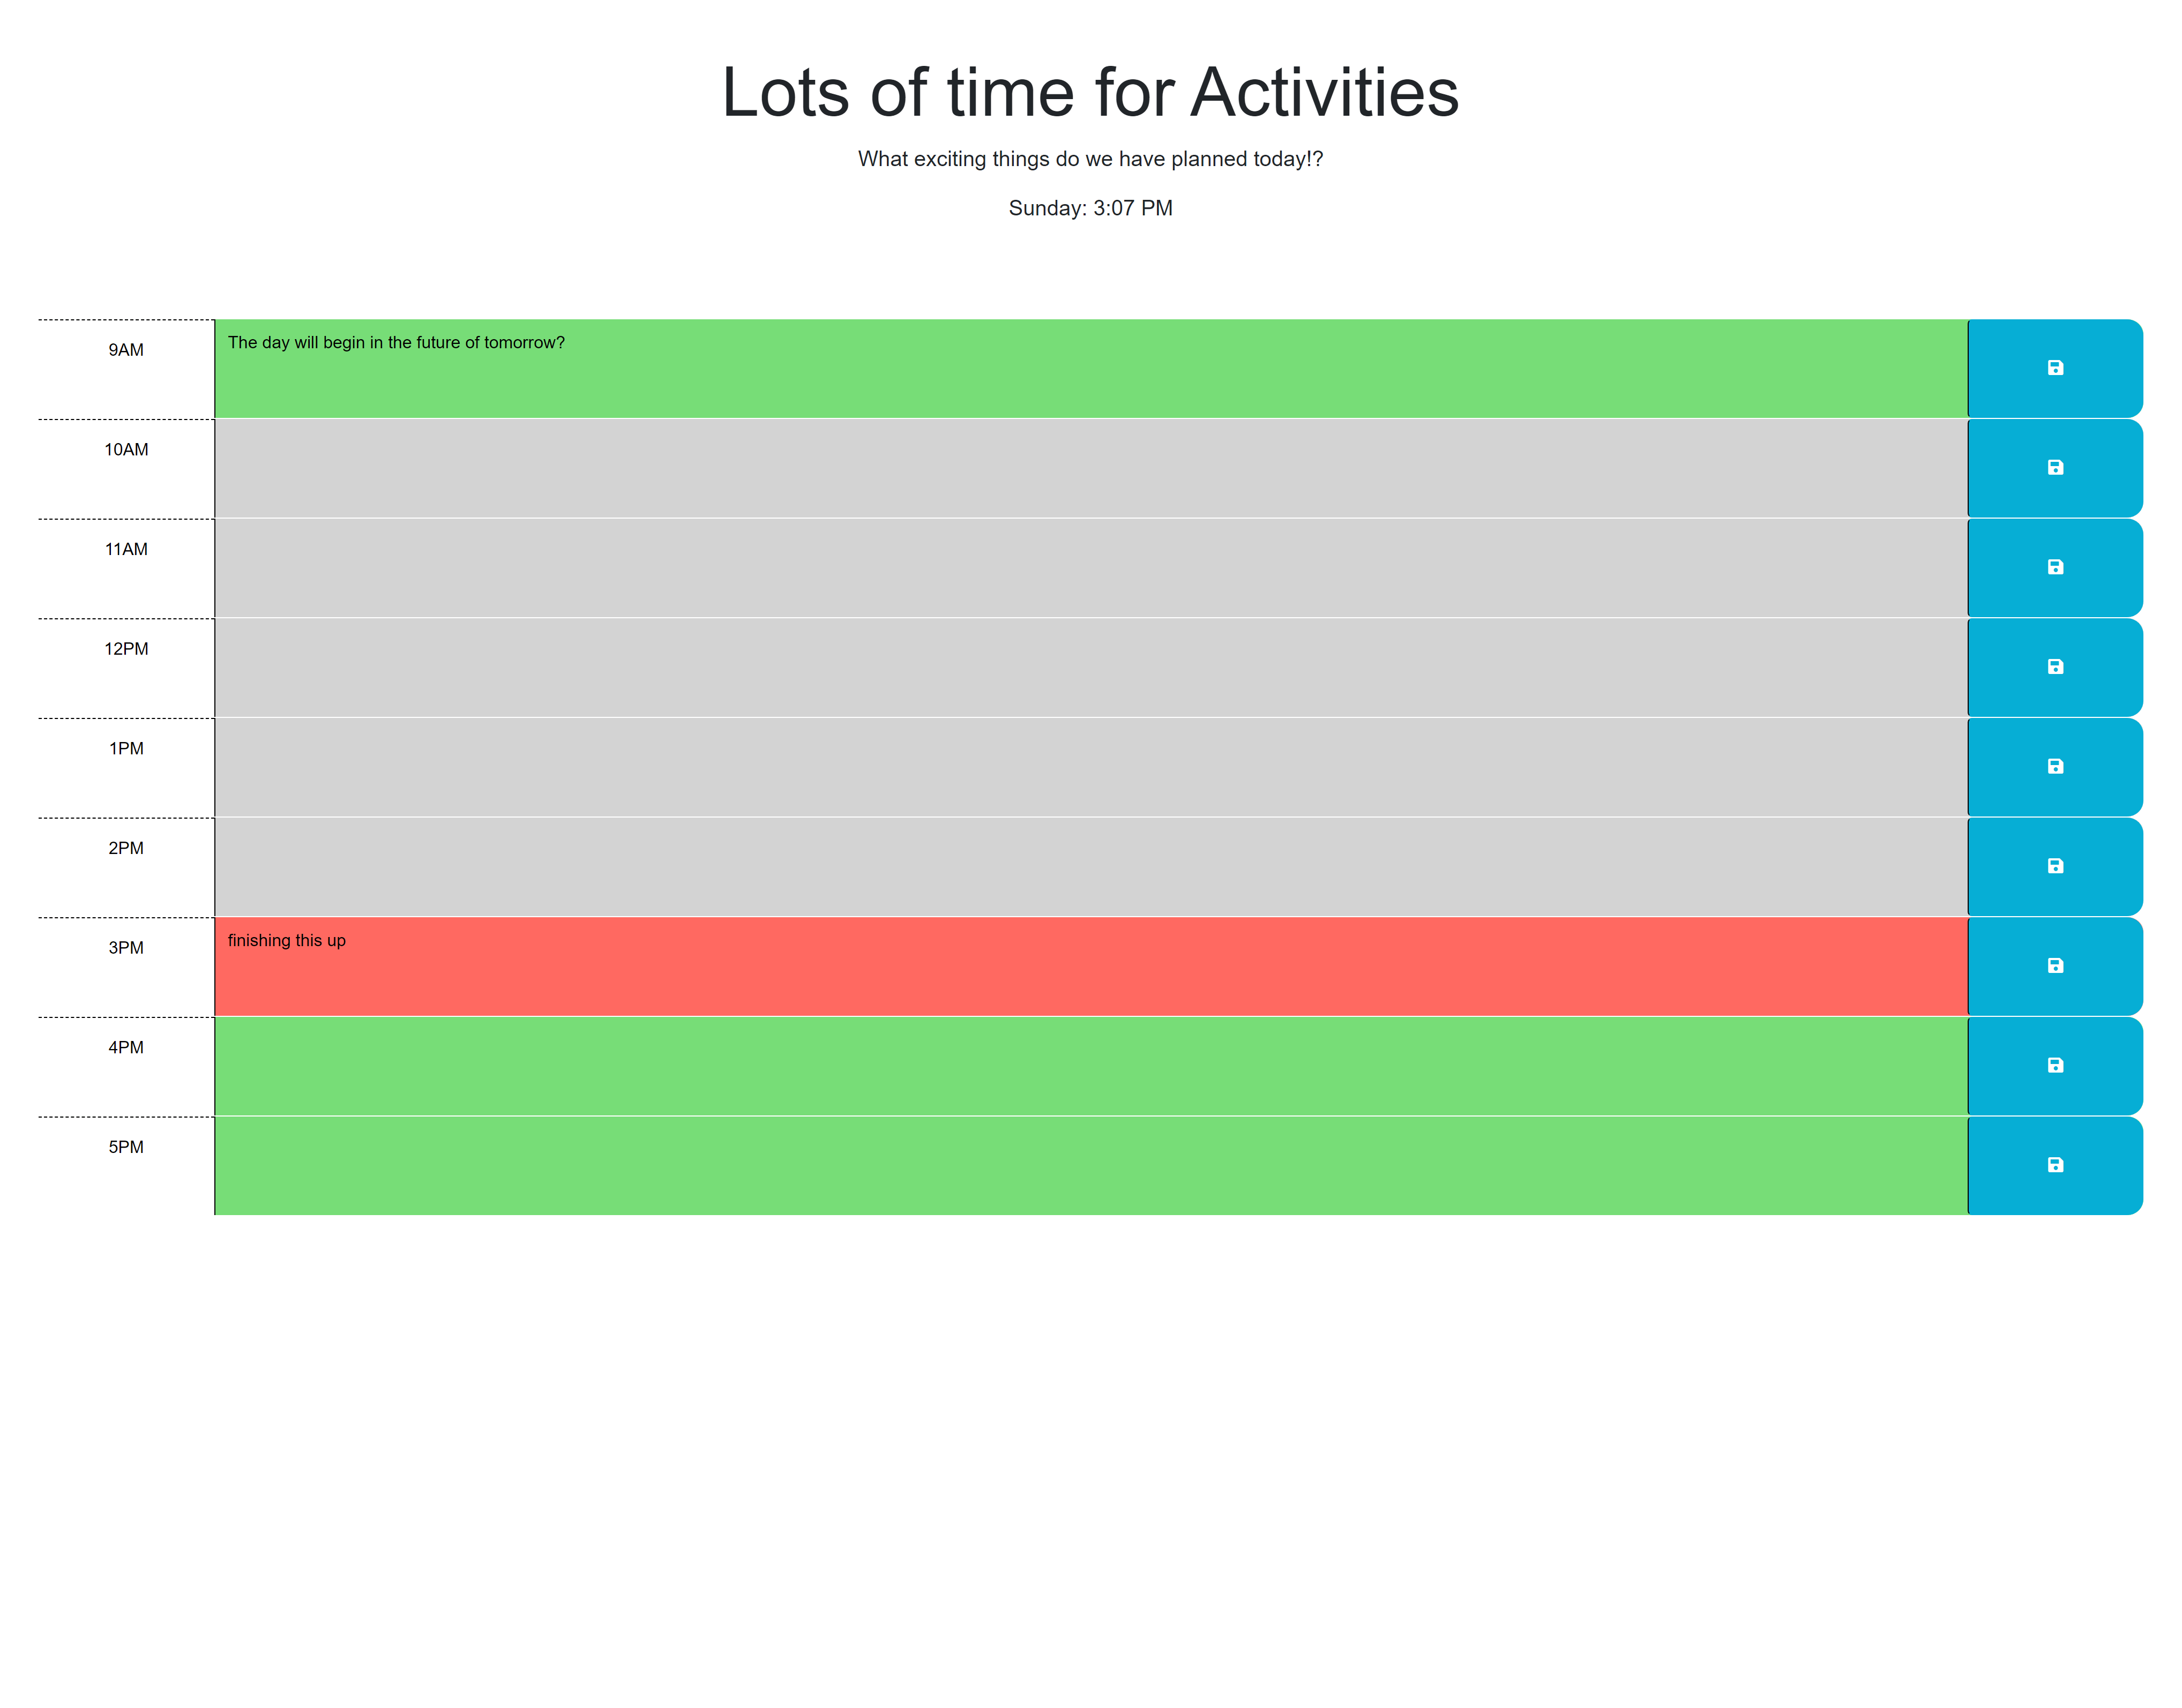 Lots of time for Activities
What exciting things do we have planned today!?
Sunday: 3:07 PM
9AM
The day will begin in the future of tomorrow?
10AM
11AM
12PM
1PM
2PM
3PM
finishing this up
4PM
5PM